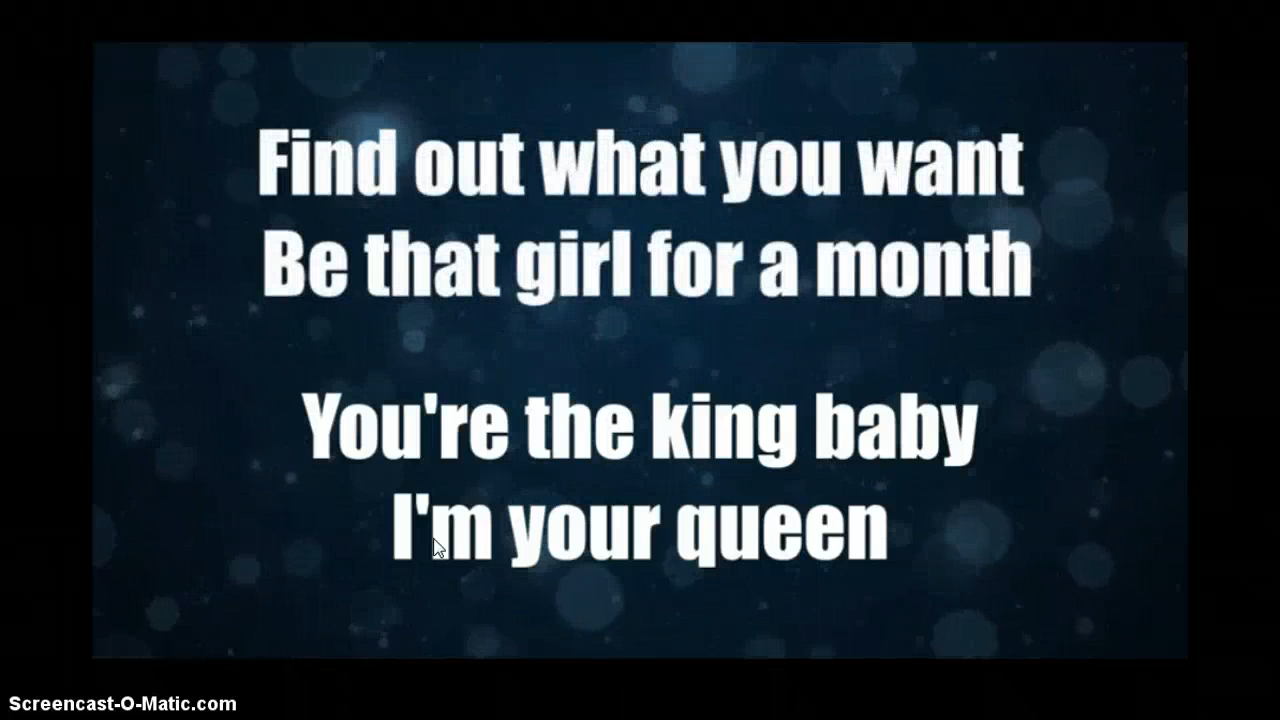 Find out what you want
Be that girl for a month
You're the king baby
I'm your queen
Screencast-O-Matic.com